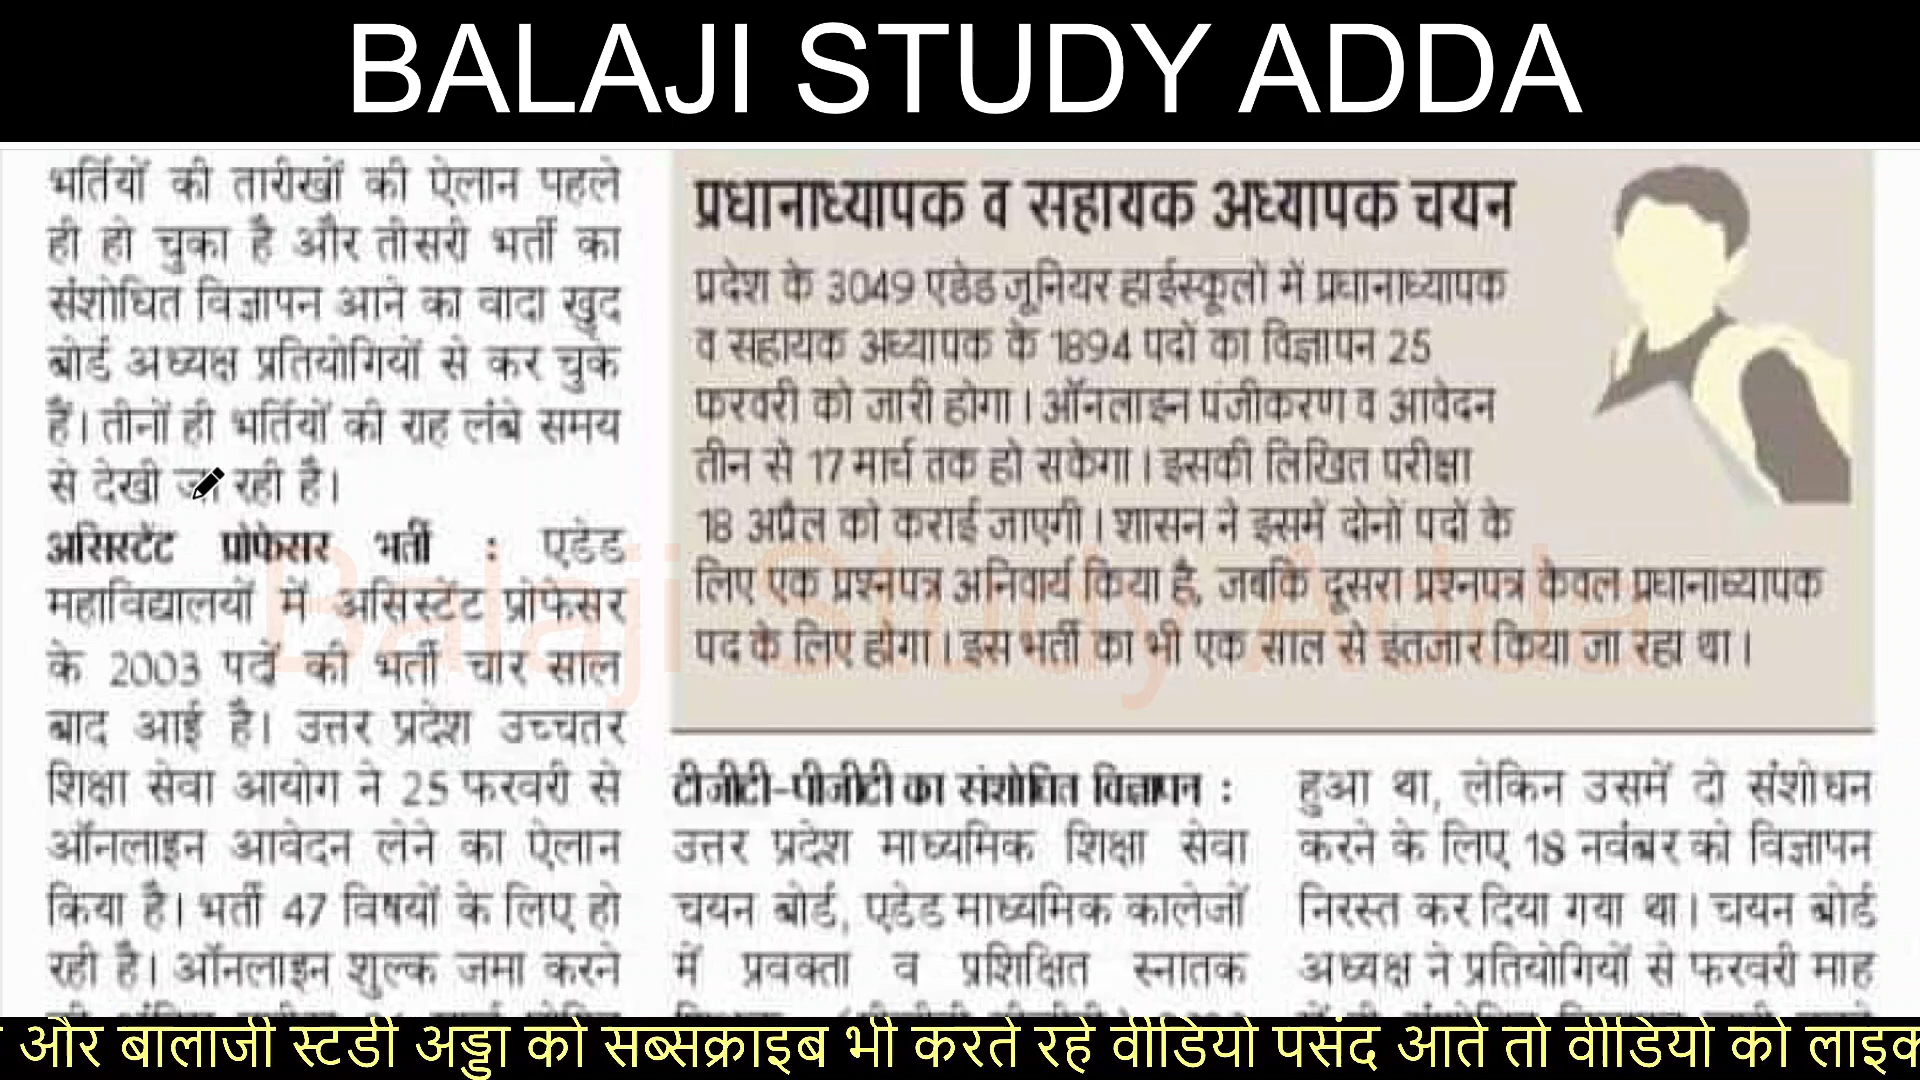 BALAJI STUDY ADDA
भर्तियों की तारीखों की ऐलान पहले
ही हो चुका है और तीसरी भर्ती का
संशोधित विज्ञापन आने का वादा खुद
बोर्ड अध्यक्ष प्रतियोगियों से कर चुके
हैं। तीनों ही भर्तियों की राह लंबे समय
से देखी जा रही है।
असिस्टेंट प्रोफेसर भर्ती : एडेड
महाविद्यालयों में असिस्टेंट प्रोफेसर
के 2003 पदों की भर्ती चार साल
बाद आई है। उत्तर प्रदेश उच्चतर
शिक्षा सेवा आयोग ने 25 फरवरी से
ऑनलाइन आवेदन लेने का ऐलान
किया है। भर्ती 47 विषयों के लिए हो
रही है। ऑनलाइन शुल्क जमा करने
प्रधानाध्यापक व सहायक अध्यापक चयन
प्रदेश के 3049 एडेड जूनियर हाईस्कूलों में प्रधानाध्यापक
व सहायक अध्यापक के 1894 पदों का विज्ञापन 25
फरवरी को जारी होगा। ऑनलाइन पंजीकरण व आवेदन
तीन से 17 मार्च तक हो सकेगा। इसकी लिखित परीक्षा
18 अप्रैल को कराई जाएगी। शासन ने इसमें दोनों पदों के
लिए एक प्रश्नपत्र अनिवार्य किया है, जबकि दूसरा प्रश्नपत्र केवल प्रधानाध्यापक
पद के लिए होगा। इस भर्ती का भी एक साल से इंतजार किया जा रहा था।
Balaji Study Adda
टीजीटी-पीजीटी का संशोधित विज्ञापन :
उत्तर प्रदेश माध्यमिक शिक्षा सेवा
चयन बोर्ड, एडेड माध्यमिक कालेजों
में प्रवक्ता व प्रशिक्षित स्नातक
हुआ था, लेकिन उसमें दो संशोधन
करने के लिए 18 नवंबर को विज्ञापन
निरस्त कर दिया गया था। चयन बोर्ड
अध्यक्ष ने प्रतियोगियों से फरवरी माह
और बालाजी स्टडी अड्डा को सब्सक्राइब भी करते रहे वीडियो पसंद आते तो वीडियो को लाइक